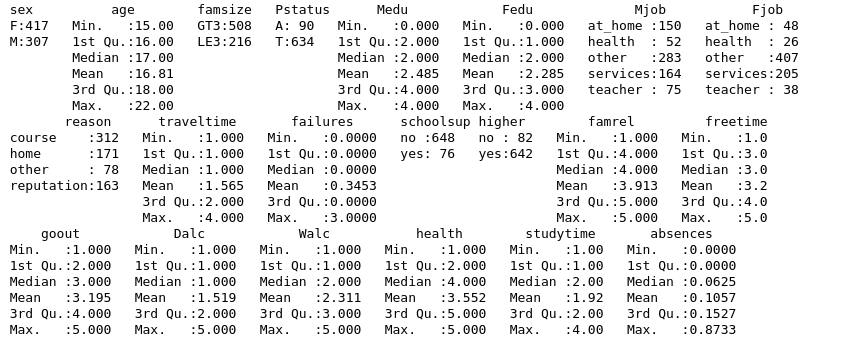 sex age famsize Pstatus Medu Fedu Mjob Fjob
F:417 Min. :15.00 GT3:508 A: 90 Min. :0.000 Min. :0.000 at_home :150 at_home : 48
M:307 1st Qu.:16.00 LE3:216 T:634 1st Qu.:2.000 1st Qu.:1.000 health : 52 health : 26
Median :17.00 Median :2.000 Median :2.000 other :283 other :407
Mean :16.81 Mean :2.485 Mean :2.285 services:164 services:205
3rd Qu.:18.00 3rd Qu.:4.000 3rd Qu.:3.000 teacher : 75 teacher : 38
Max. :22.00 Max. :4.000 Max. :4.000
reason traveltime failures schoolsup higher famrel freetime
course :312 Min. :1.000 Min. :0.0000 no :648 no : 82 Min. :1.000 Min. :1.0
home :171 1st Qu.:1.000 1st Qu.:0.0000 yes: 76 yes:642 1st Qu.:4.000 1st Qu.:3.0
other : 78 Median :1.000 Median :0.0000 Median :4.000 Median :3.0
reputation:163 Mean :1.565 Mean :0.3453 Mean :3.913 Mean :3.2
3rd Qu.:2.000 3rd Qu.:0.0000 3rd Qu.:5.000 3rd Qu.:4.0
Max. :4.000 Max. :3.0000 Max. :5.000 Max. :5.0
goout Dalc Walc health studytime absences
Min. :1.000 Min. :1.000 Min. :1.000 Min. :1.000 Min. :1.00 Min. :0.0000
1st Qu.:2.000 1st Qu.:1.000 1st Qu.:1.000 1st Qu.:2.000 1st Qu.:1.00 1st Qu.:0.0000
Median :3.000 Median :1.000 Median :2.000 Median :4.000 Median :2.00 Median :0.0625
Mean :3.195 Mean :1.519 Mean :2.311 Mean :3.552 Mean :1.92 Mean :0.1057
3rd Qu.:4.000 3rd Qu.:2.000 3rd Qu.:3.000 3rd Qu.:5.000 3rd Qu.:2.00 3rd Qu.:0.1527
Max. :5.000 Max. :5.000 Max. :5.000 Max. :5.000 Max. :4.00 Max. :0.8733